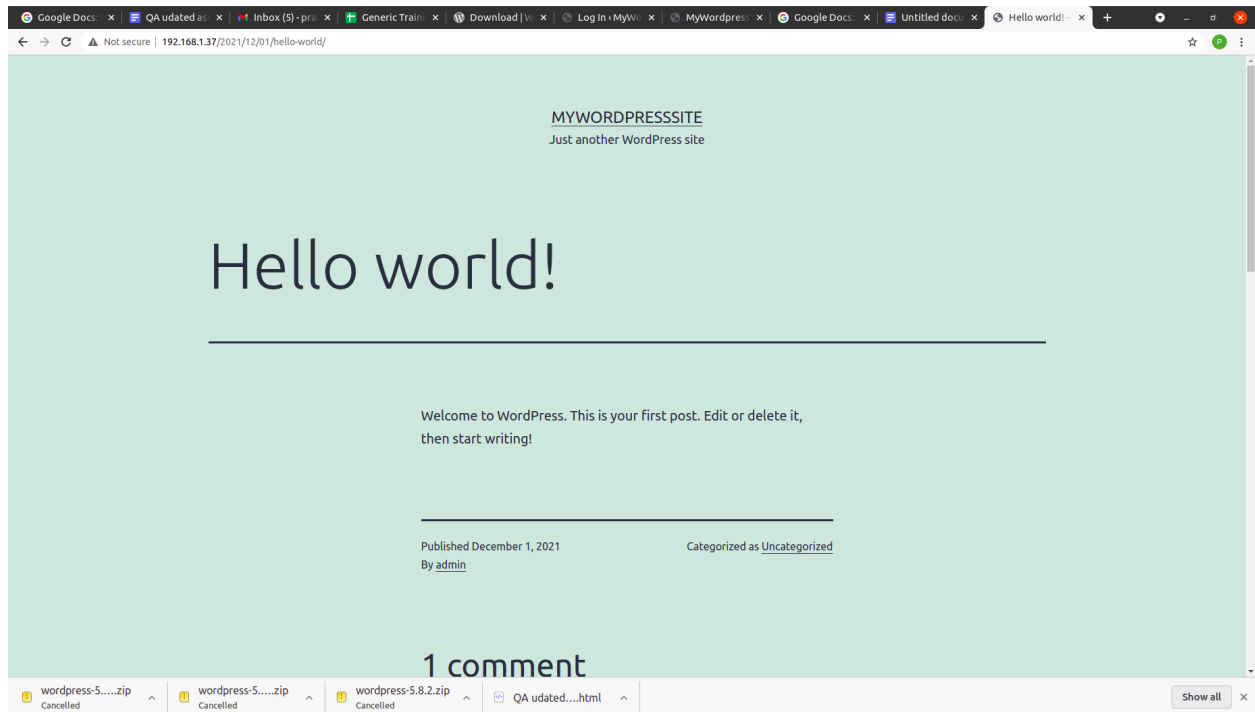 Google Docs:
QA udated as
Inbox (5) - pra
Generic Traini
Download | W
Log In ‹ MyWo
MyWordpress
Google Docs:
Untitled docu
Hello world! –
Not secure | 192.168.1.37/2021/12/01/hello-world/
P
MYWORDPRESSSITE
Just another WordPress site
Hello world!
Welcome to WordPress. This is your first post. Edit or delete it,
then start writing!
Published December 1, 2021
Categorized as Uncategorized
By admin
1 comment
wordpress-5.....zip
Cancelled
wordpress-5.....zip
Cancelled
wordpress-5.8.2.zip
Cancelled
QA udated....html
Show all